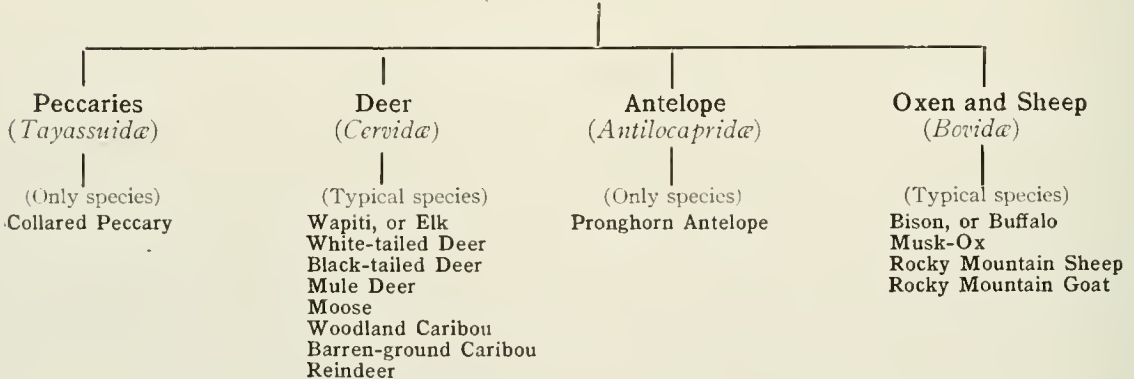 Peccaries
(Tayassuidæ)
(Only species)
Collared Peccary
Deer
(Cervidæ)
(Typical species)
Wapiti, or Elk
White-tailed Deer
Black-tailed Deer
Mule Deer
Moose
Woodland Caribou
Barren-ground Caribou
Reindeer
Antelope
(Antilocapridæ)
(Only species)
Pronghorn Antelope
Oxen and Sheep
(Bovidæ)
(Typical species)
Bison, or Buffalo
Musk-Ox
Rocky Mountain Sheep
Rocky Mountain Goat